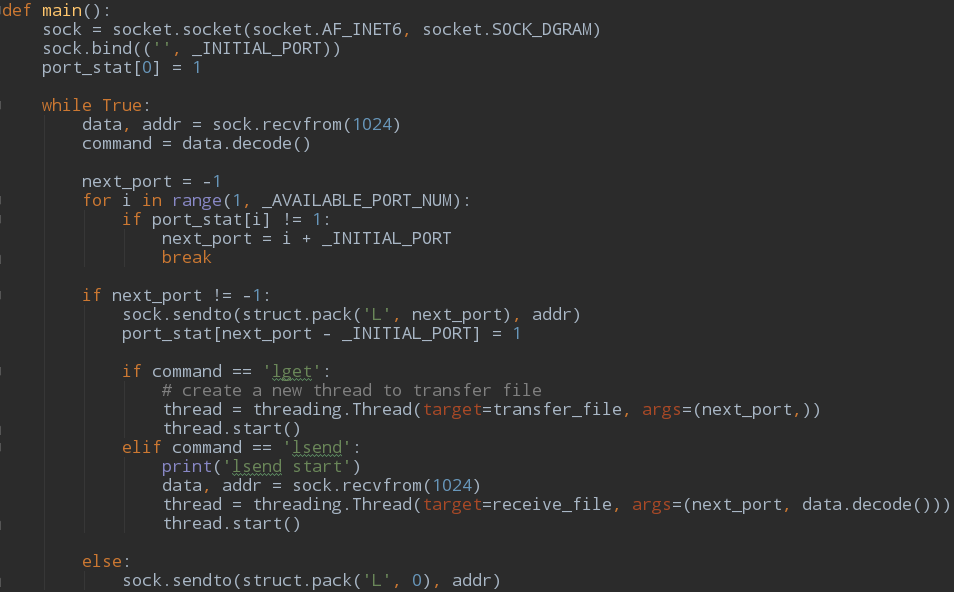 def main():
    sock = socket.socket(socket.AF_INET6, socket.SOCK_DGRAM)
    sock.bind(('', _INITIAL_PORT))
    port_stat[0] = 1

    while True:
        data, addr = sock.recvfrom(1024)
        command = data.decode()

        next_port = -1
        for i in range(1, _AVAILABLE_PORT_NUM):
            if port_stat[i] != 1:
                next_port = i + _INITIAL_PORT
                break

        if next_port != -1:
            sock.sendto(struct.pack('L', next_port), addr)
            port_stat[next_port - _INITIAL_PORT] = 1

            if command == 'lget':
                # create a new thread to transfer file
                thread = threading.Thread(target=transfer_file, args=(next_port,))
                thread.start()
            elif command == 'lsend':
                print('lsend start')
                data, addr = sock.recvfrom(1024)
                thread = threading.Thread(target=receive_file, args=(next_port, data.decode()))
                thread.start()

        else:
            sock.sendto(struct.pack('L', 0), addr)